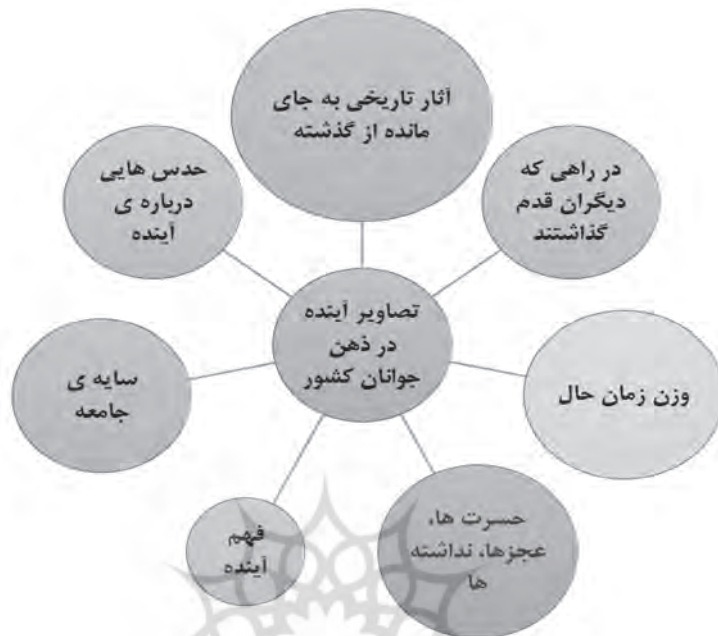 آثار تاریخی به جای
مانده از گذشته
در راهی که
دیگران قدم
گذاشتند
حدس هایی
درباره ی
آینده
تصاویر آینده
در ذهن
جوانان کشور
وزن زمان حال
سایه ی
جامعه
حسرت ها،
عجزها، نداشته
ها
فهم
آینده